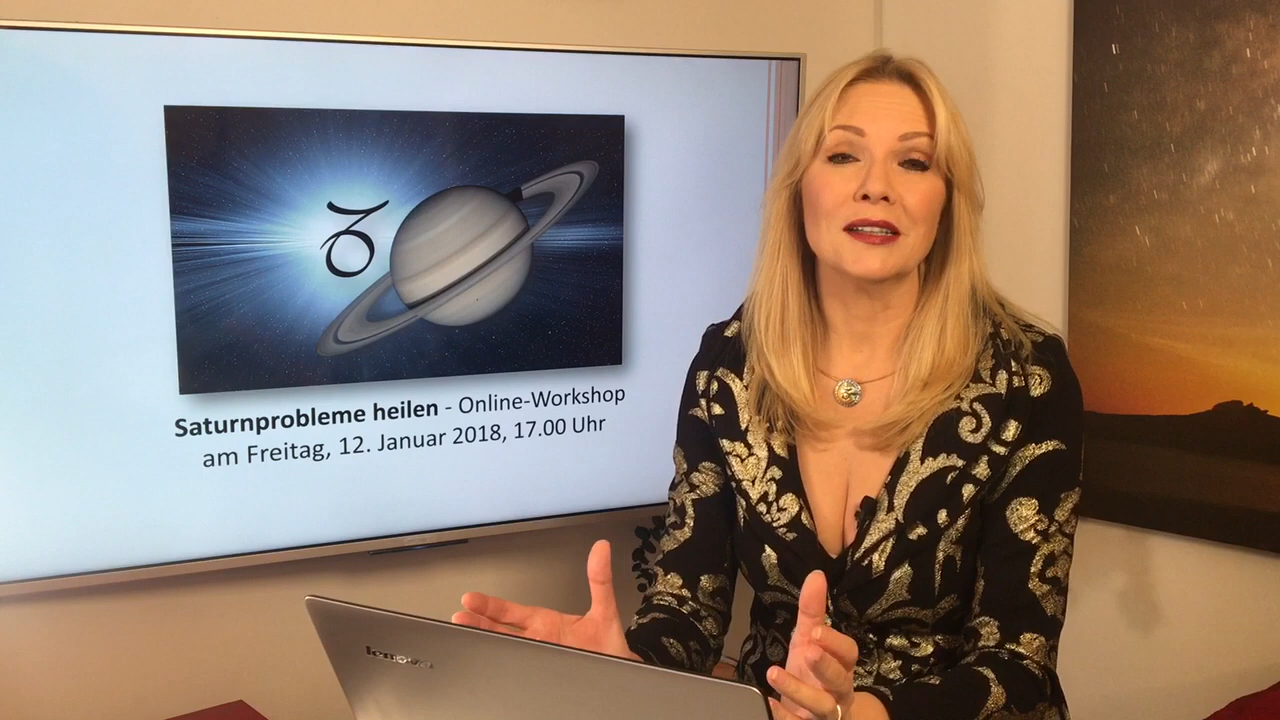 Saturnprobleme heilen - Online-Workshop
am Freitag, 12. Januar 2018, 17.00 Uhr
lenovo